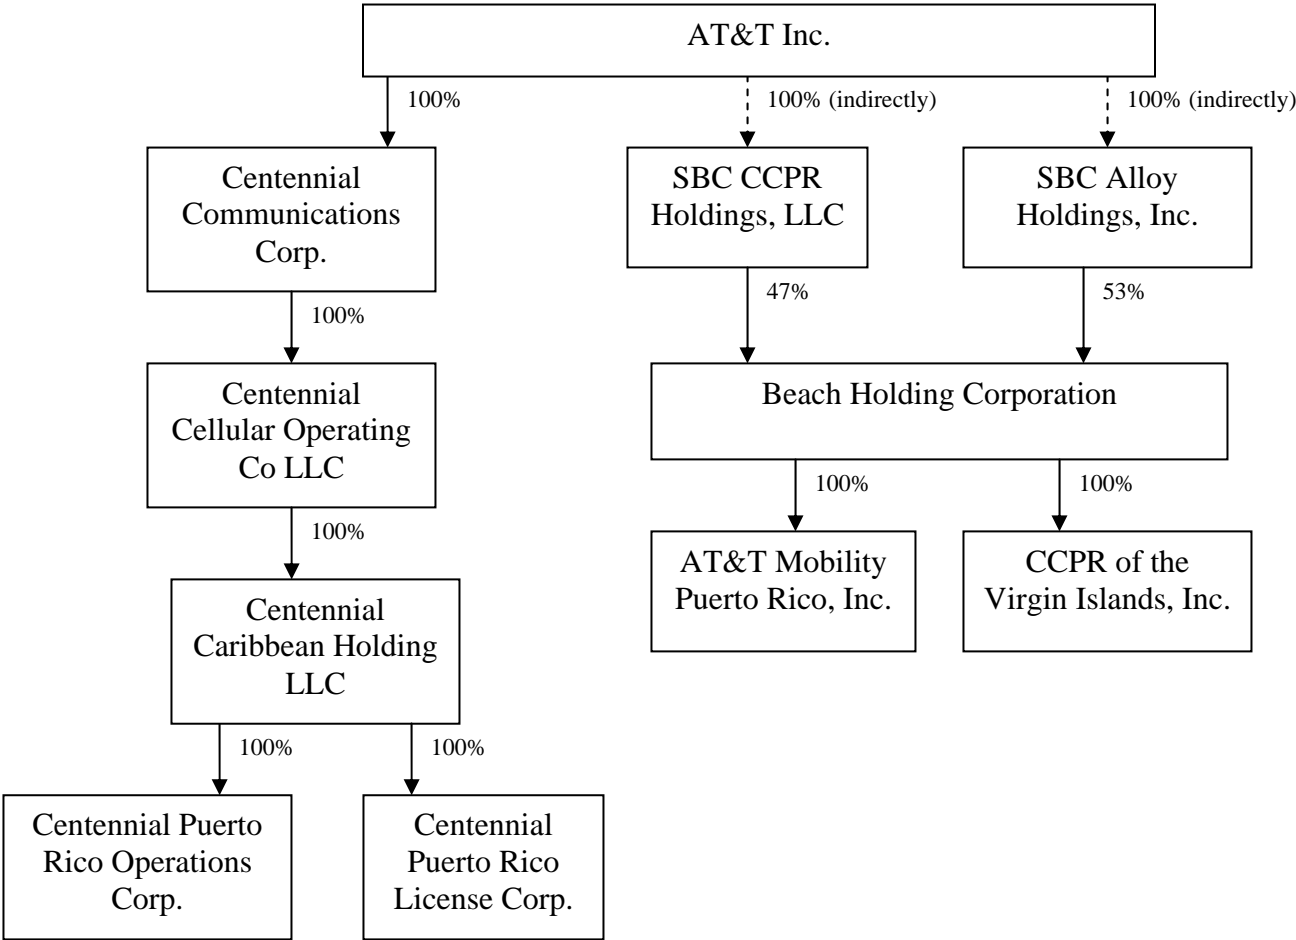 AT&T Inc.
100%
100% (indirectly)
100% (indirectly)
Centennial
Communications
Corp.
SBC CCPR
Holdings, LLC
SBC Alloy
Holdings, Inc.
100%
47%
53%
Centennial
Cellular Operating
Co LLC
Beach Holding Corporation
100%
100%
100%
AT&T Mobility
Puerto Rico, Inc.
CCPR of the
Virgin Islands, Inc.
Centennial
Caribbean Holding
LLC
100%
100%
Centennial Puerto
Rico Operations
Corp.
Centennial
Puerto Rico
License Corp.